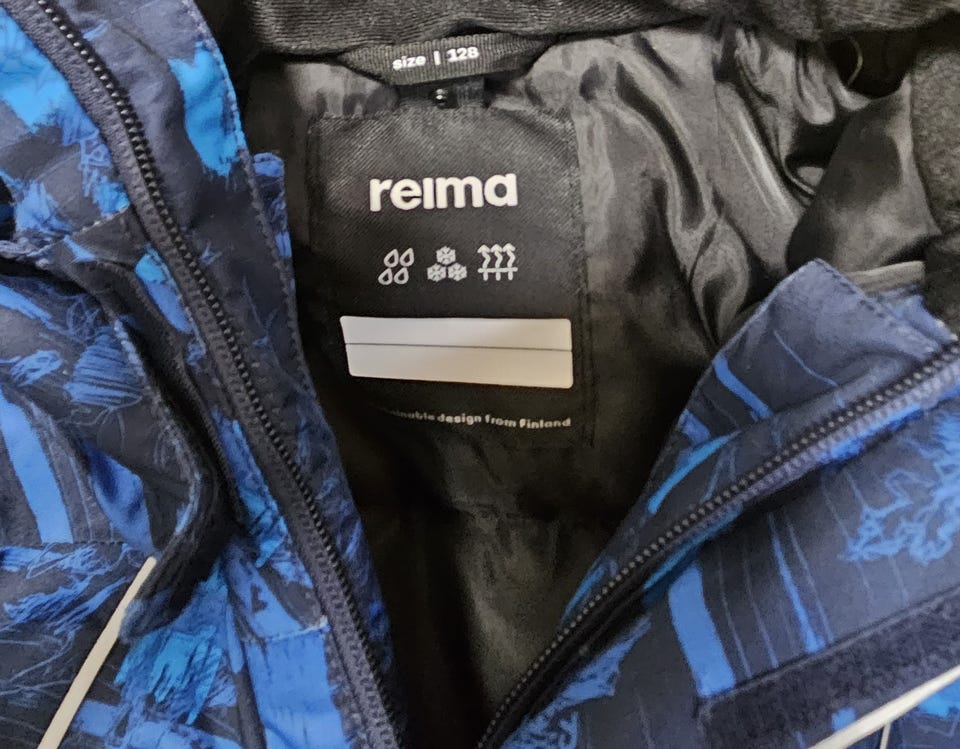 size | 128
reima
design from Finland